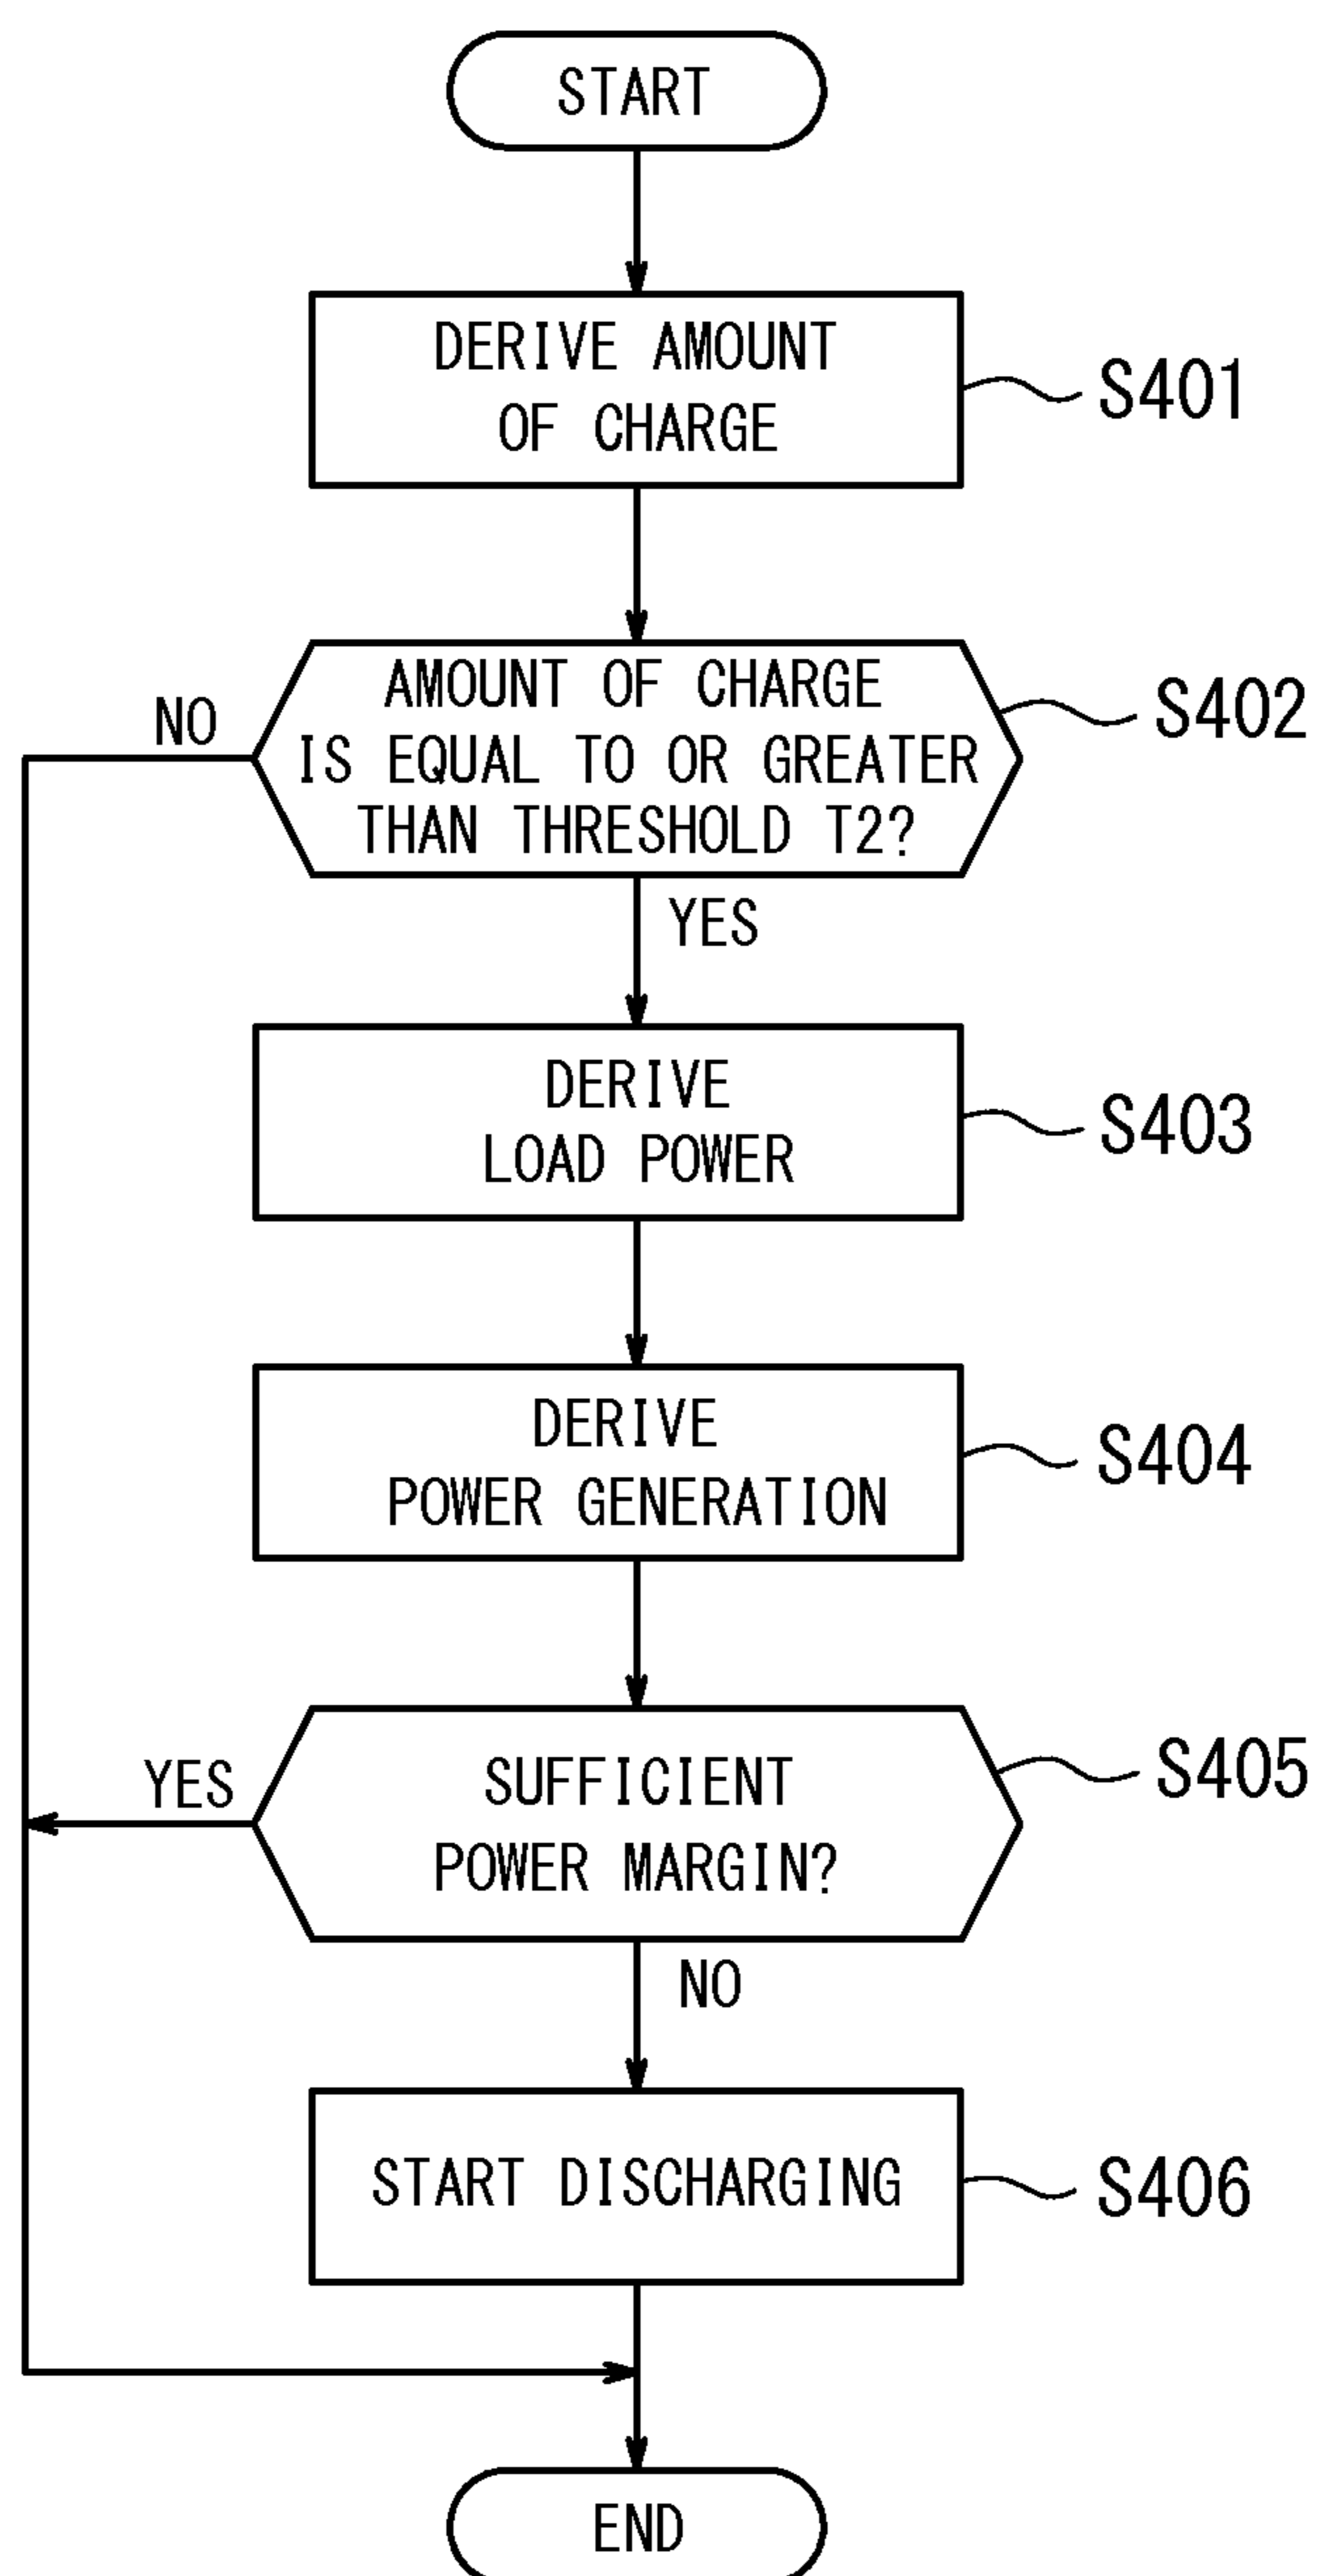 START
DERIVE AMOUNT
OF CHARGE
S401
AMOUNT OF CHARGE
IS EQUAL TO OR GREATER
THAN THRESHOLD T2?
S402
NO
YES
DERIVE
LOAD POWER
S403
DERIVE
POWER GENERATION
S404
SUFFICIENT
POWER MARGIN?
S405
YES
NO
START DISCHARGING
S406
END